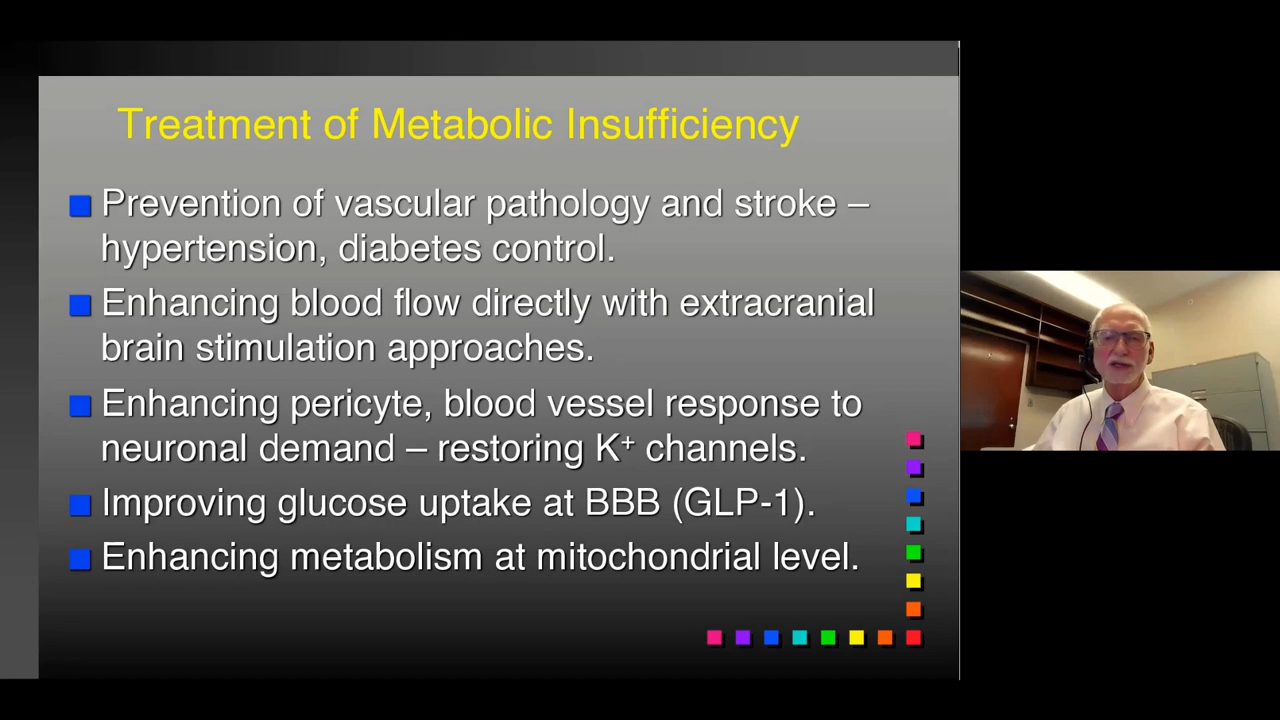 Treatment of Metabolic Insufficiency
Prevention of vascular pathology and stroke –
hypertension, diabetes control.
Enhancing blood flow directly with extracranial
brain stimulation approaches.
Enhancing pericyte, blood vessel response to
neuronal demand – restoring K⁺ channels.
Improving glucose uptake at BBB (GLP-1).
Enhancing metabolism at mitochondrial level.